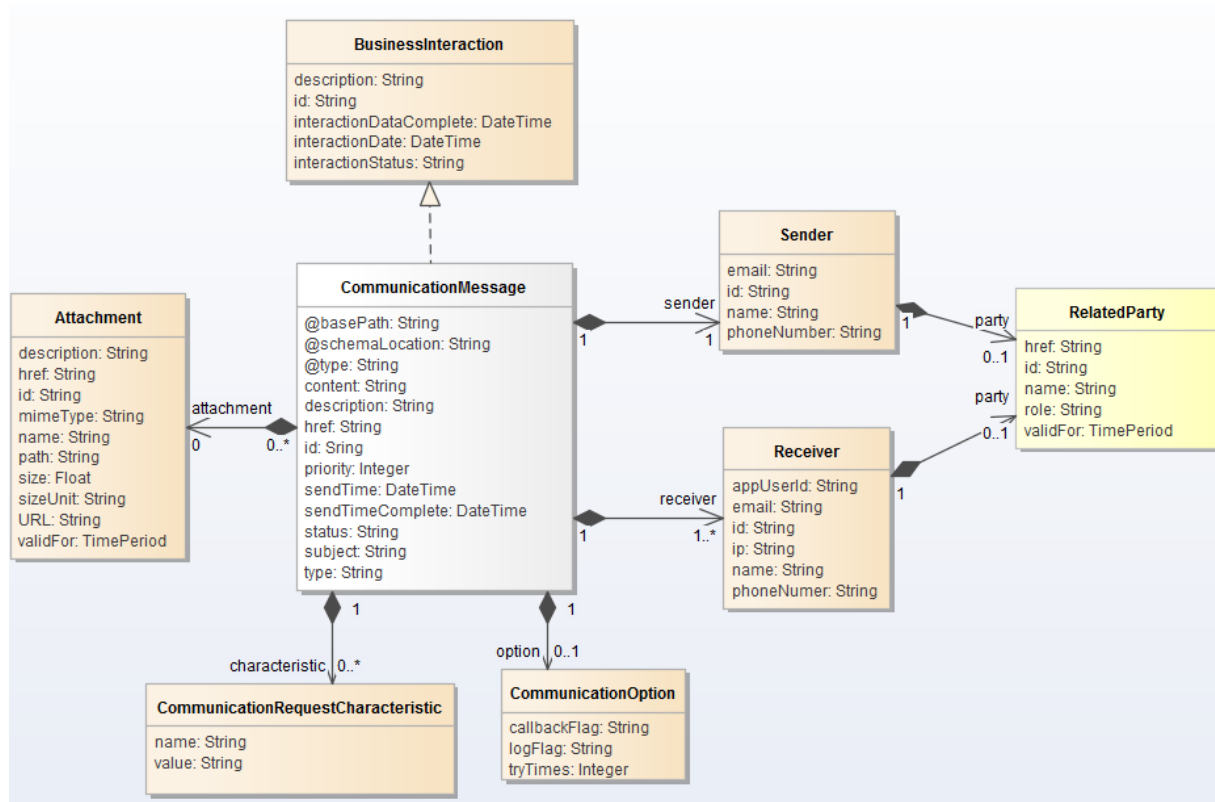 BusinessInteraction
description: String
id: String
interactionDataComplete: DateTime
interactionDate: DateTime
interactionStatus: String
Sender
email: String
id: String
name: String
phoneNumber: String
CommunicationMessage
@basePath: String
@schemaLocation: String
@type: String
content: String
description: String
href: String
id: Sring
priority: Integer
sendTime: DateTime
sendTimeComplete: DateTime
status: String
subject: String
type: String
sender
1
1
Attachment
description: String
href: String
id: String
mimeType: String
name: String
path: String
size: Float
sizeUnit: String
URL: String
validFor: TimePeriod
attachment
0
0..*
party
1
0..1
RelatedParty
href: String
id: String
name: String
role: String
validFor: TimePeriod
party
0..1
1
Receiver
appUserId: String
email: String
id: String
ip: String
name: String
phoneNumer: String
receiver
1
1..*
1
characteristic
0..*
1
option
0..1
CommunicationRequestCharacteristic
name: String
value: String
CommunicationOption
callbackFlag: String
logFlag: String
tryTimes: Integer